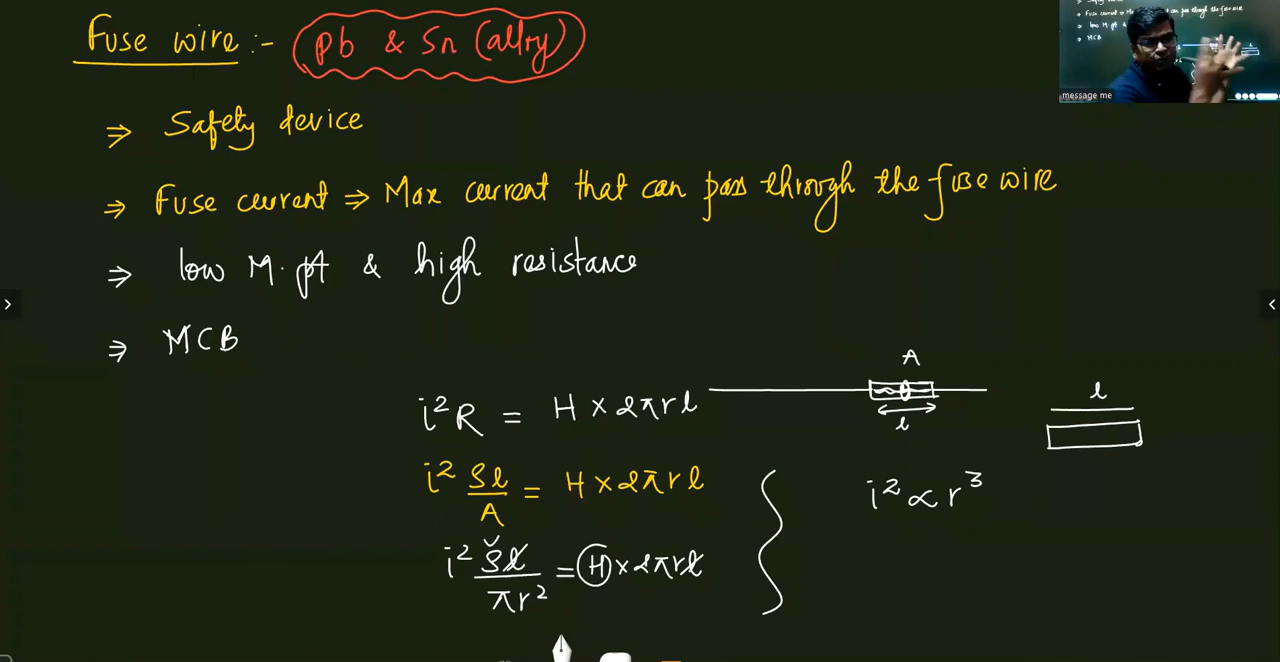 Fuse wire :- Pb & Sn (alloy)
⇒ Safety device
⇒ Fuse current ⇒ Max current that can pass through the fuse wire
⇒ low M.pt & high resistance
⇒ MCB
A
l
l
i²R = H × 2πrl
i² ρl/A = H × 2πrl
i² ∝ r³
i² ρl/πr² = H × 2πrl
message me